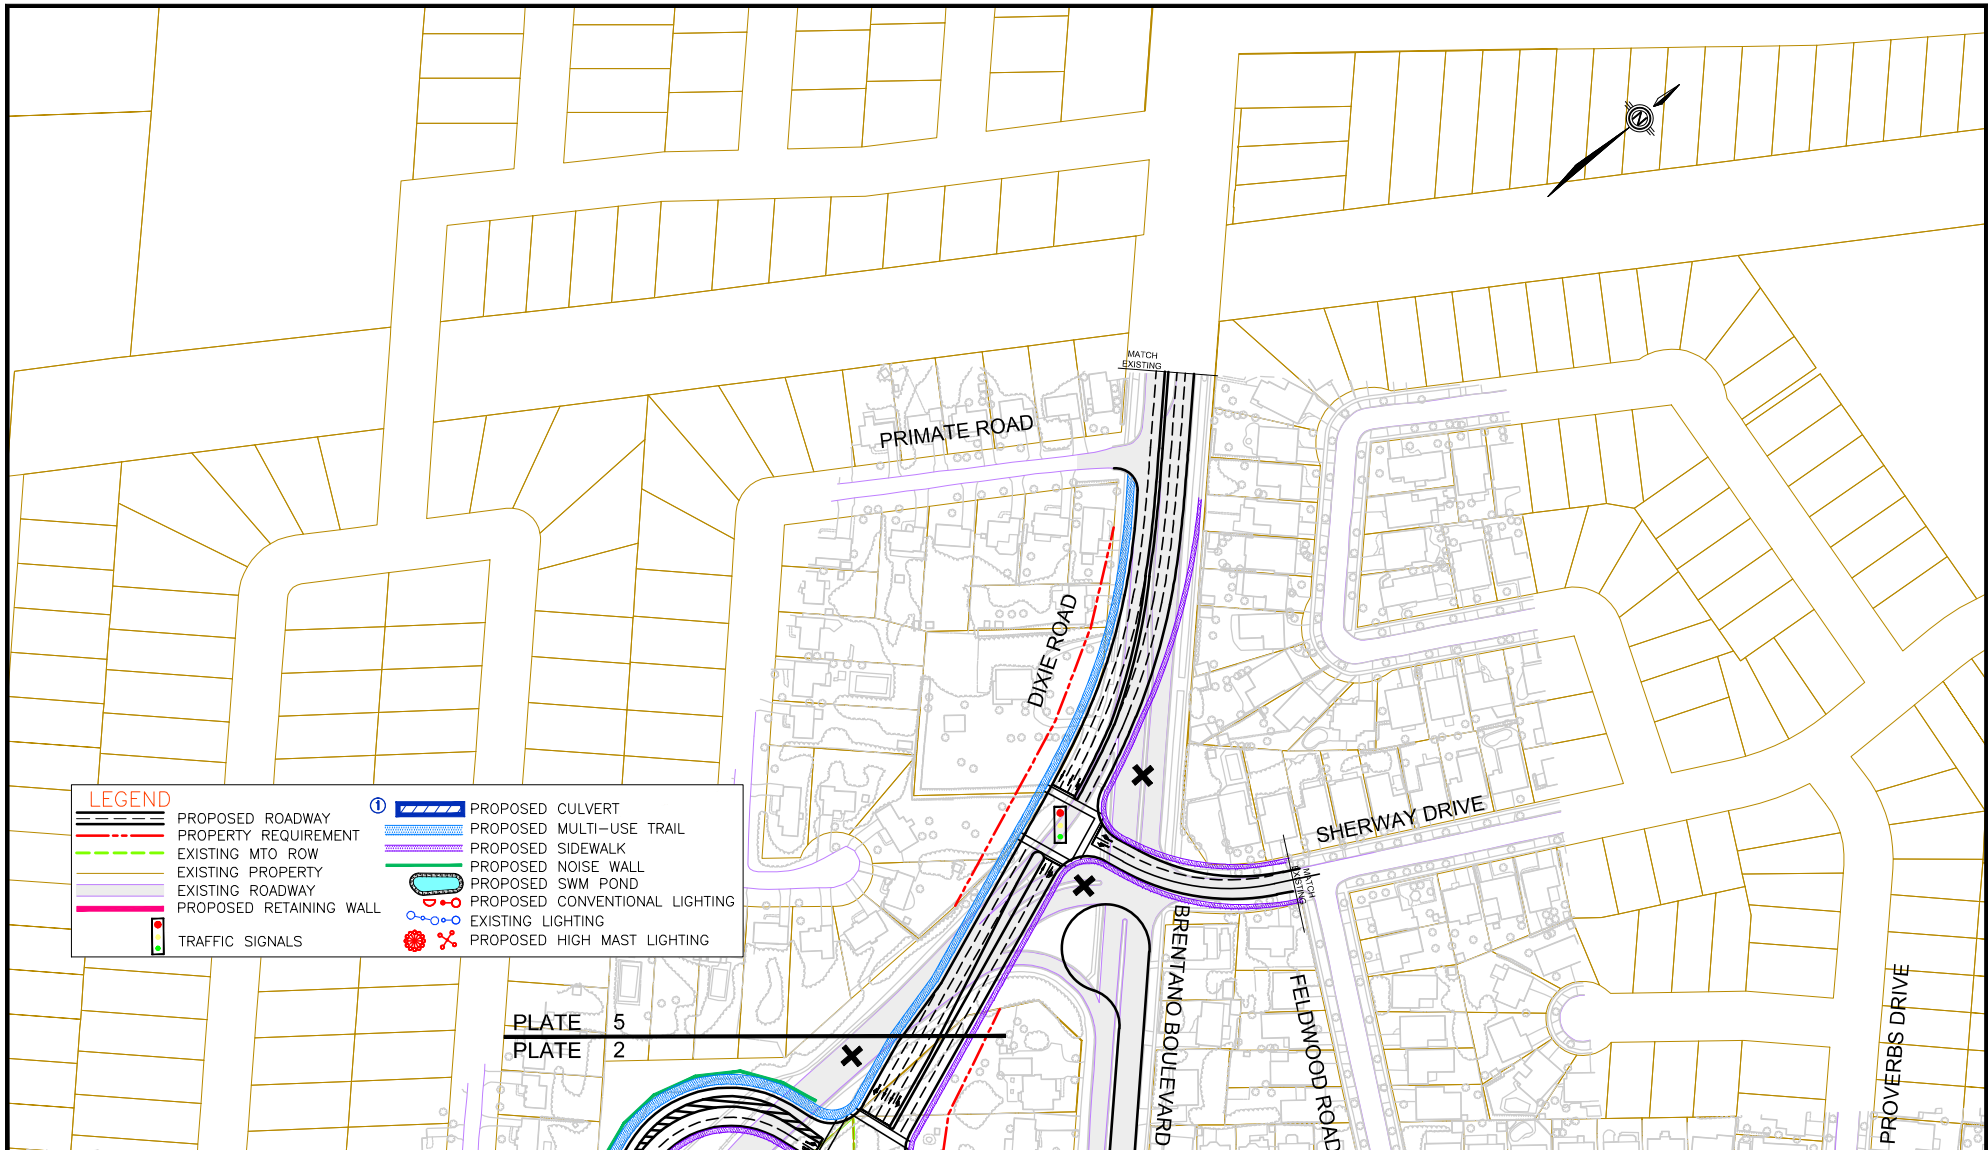 N
MATCH
EXISTING
PRIMATE ROAD
DIXIE ROAD
SHERWAY DRIVE
MATCH
EXISTING
BRENTANO BOULEVARD
FELDWOOD ROAD
PROVERBS DRIVE
LEGEND
PROPOSED ROADWAY
PROPERTY REQUIREMENT
EXISTING MTO ROW
EXISTING PROPERTY
EXISTING ROADWAY
PROPOSED RETAINING WALL
TRAFFIC SIGNALS
1 PROPOSED CULVERT
PROPOSED MULTI-USE TRAIL
PROPOSED SIDEWALK
PROPOSED NOISE WALL
PROPOSED SWM POND
PROPOSED CONVENTIONAL LIGHTING
EXISTING LIGHTING
PROPOSED HIGH MAST LIGHTING
PLATE 5
PLATE 2